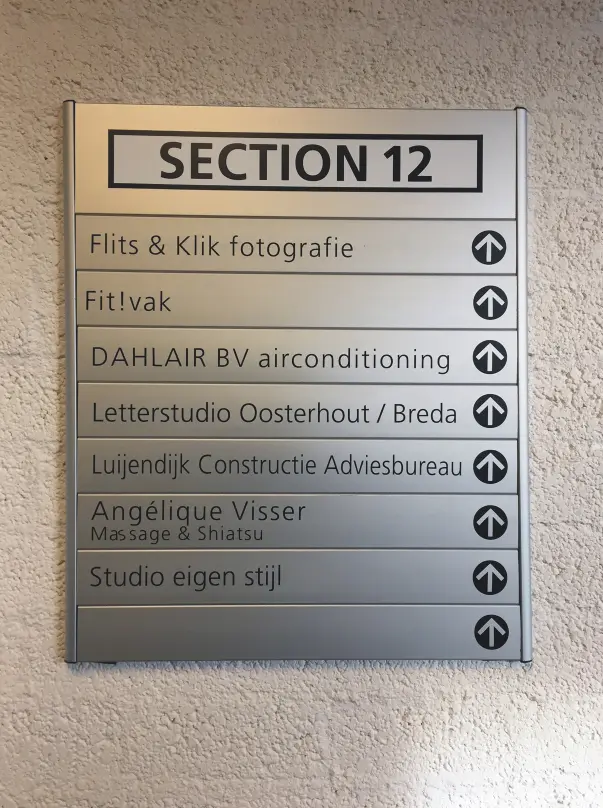 SECTION 12
Flits & Klik fotografie
Fit!vak
DAHLAIR BV airconditioning
Letterstudio Oosterhout / Breda
Luijendijk Constructie Adviesbureau
Angélique Visser
Massage & Shiatsu
Studio eigen stijl